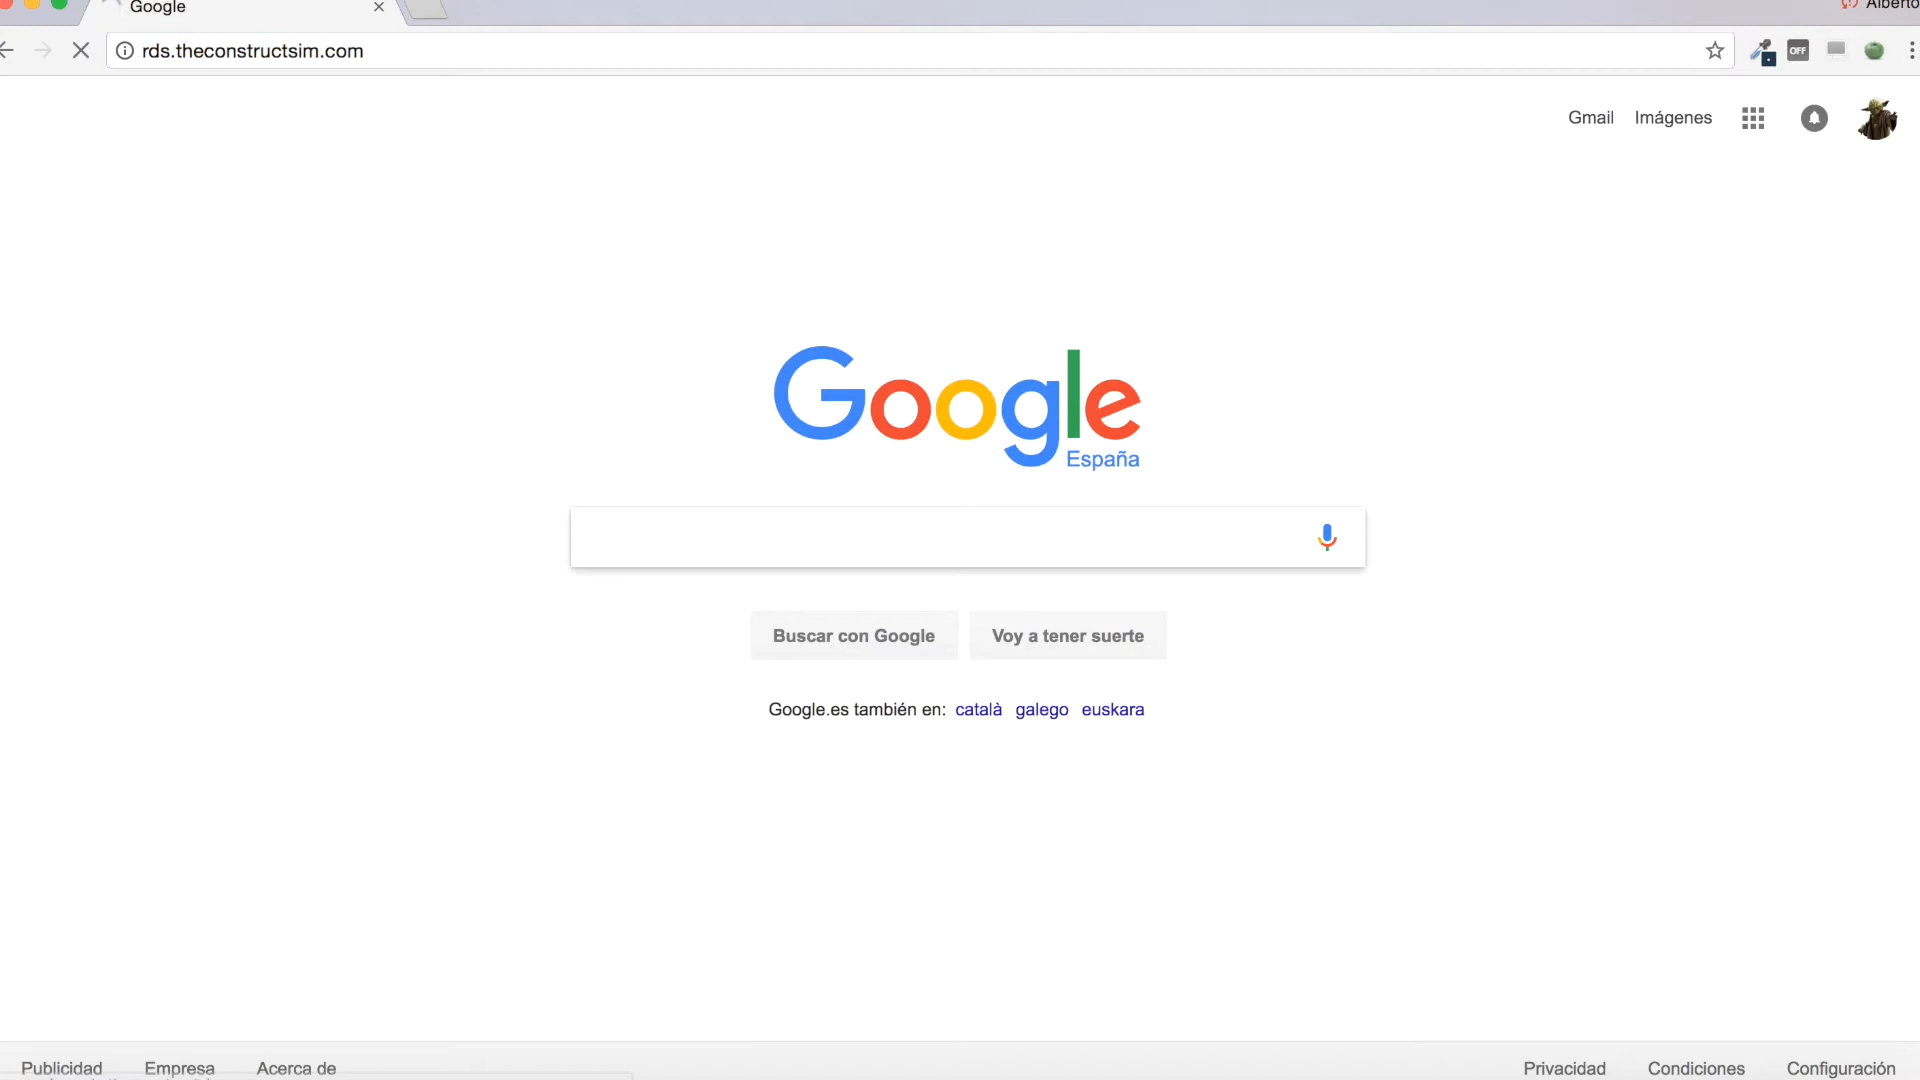 Google
Alberto
rds.theconstructsim.com
OFF
Gmail Imágenes
Google
España
Buscar con Google Voy a tener suerte
Google.es también en: català galego euskara
Publicidad Empresa Acerca de Privacidad Condiciones Configuración